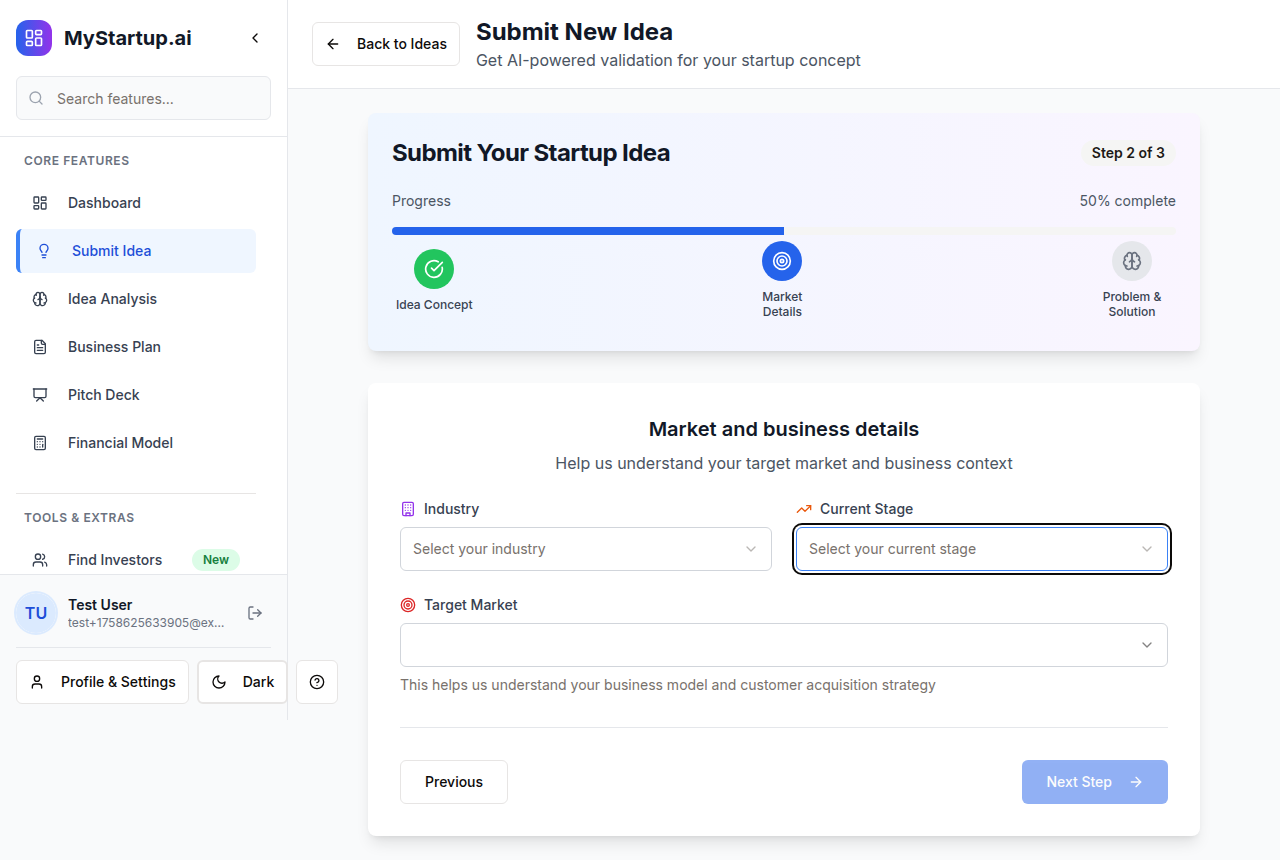 MyStartup.ai
Search features...
CORE FEATURES
Dashboard
Submit Idea
Idea Analysis
Business Plan
Pitch Deck
Financial Model
TOOLS & EXTRAS
Find Investors New
TU
Test User
test+1758625633905@ex...
Profile & Settings
Dark
Back to Ideas
Submit New Idea
Get AI-powered validation for your startup concept
Submit Your Startup Idea
Step 2 of 3
Progress
50% complete
Idea Concept
Market
Details
Problem &
Solution
Market and business details
Help us understand your target market and business context
Industry
Select your industry
Current Stage
Select your current stage
Target Market
This helps us understand your business model and customer acquisition strategy
Previous
Next Step